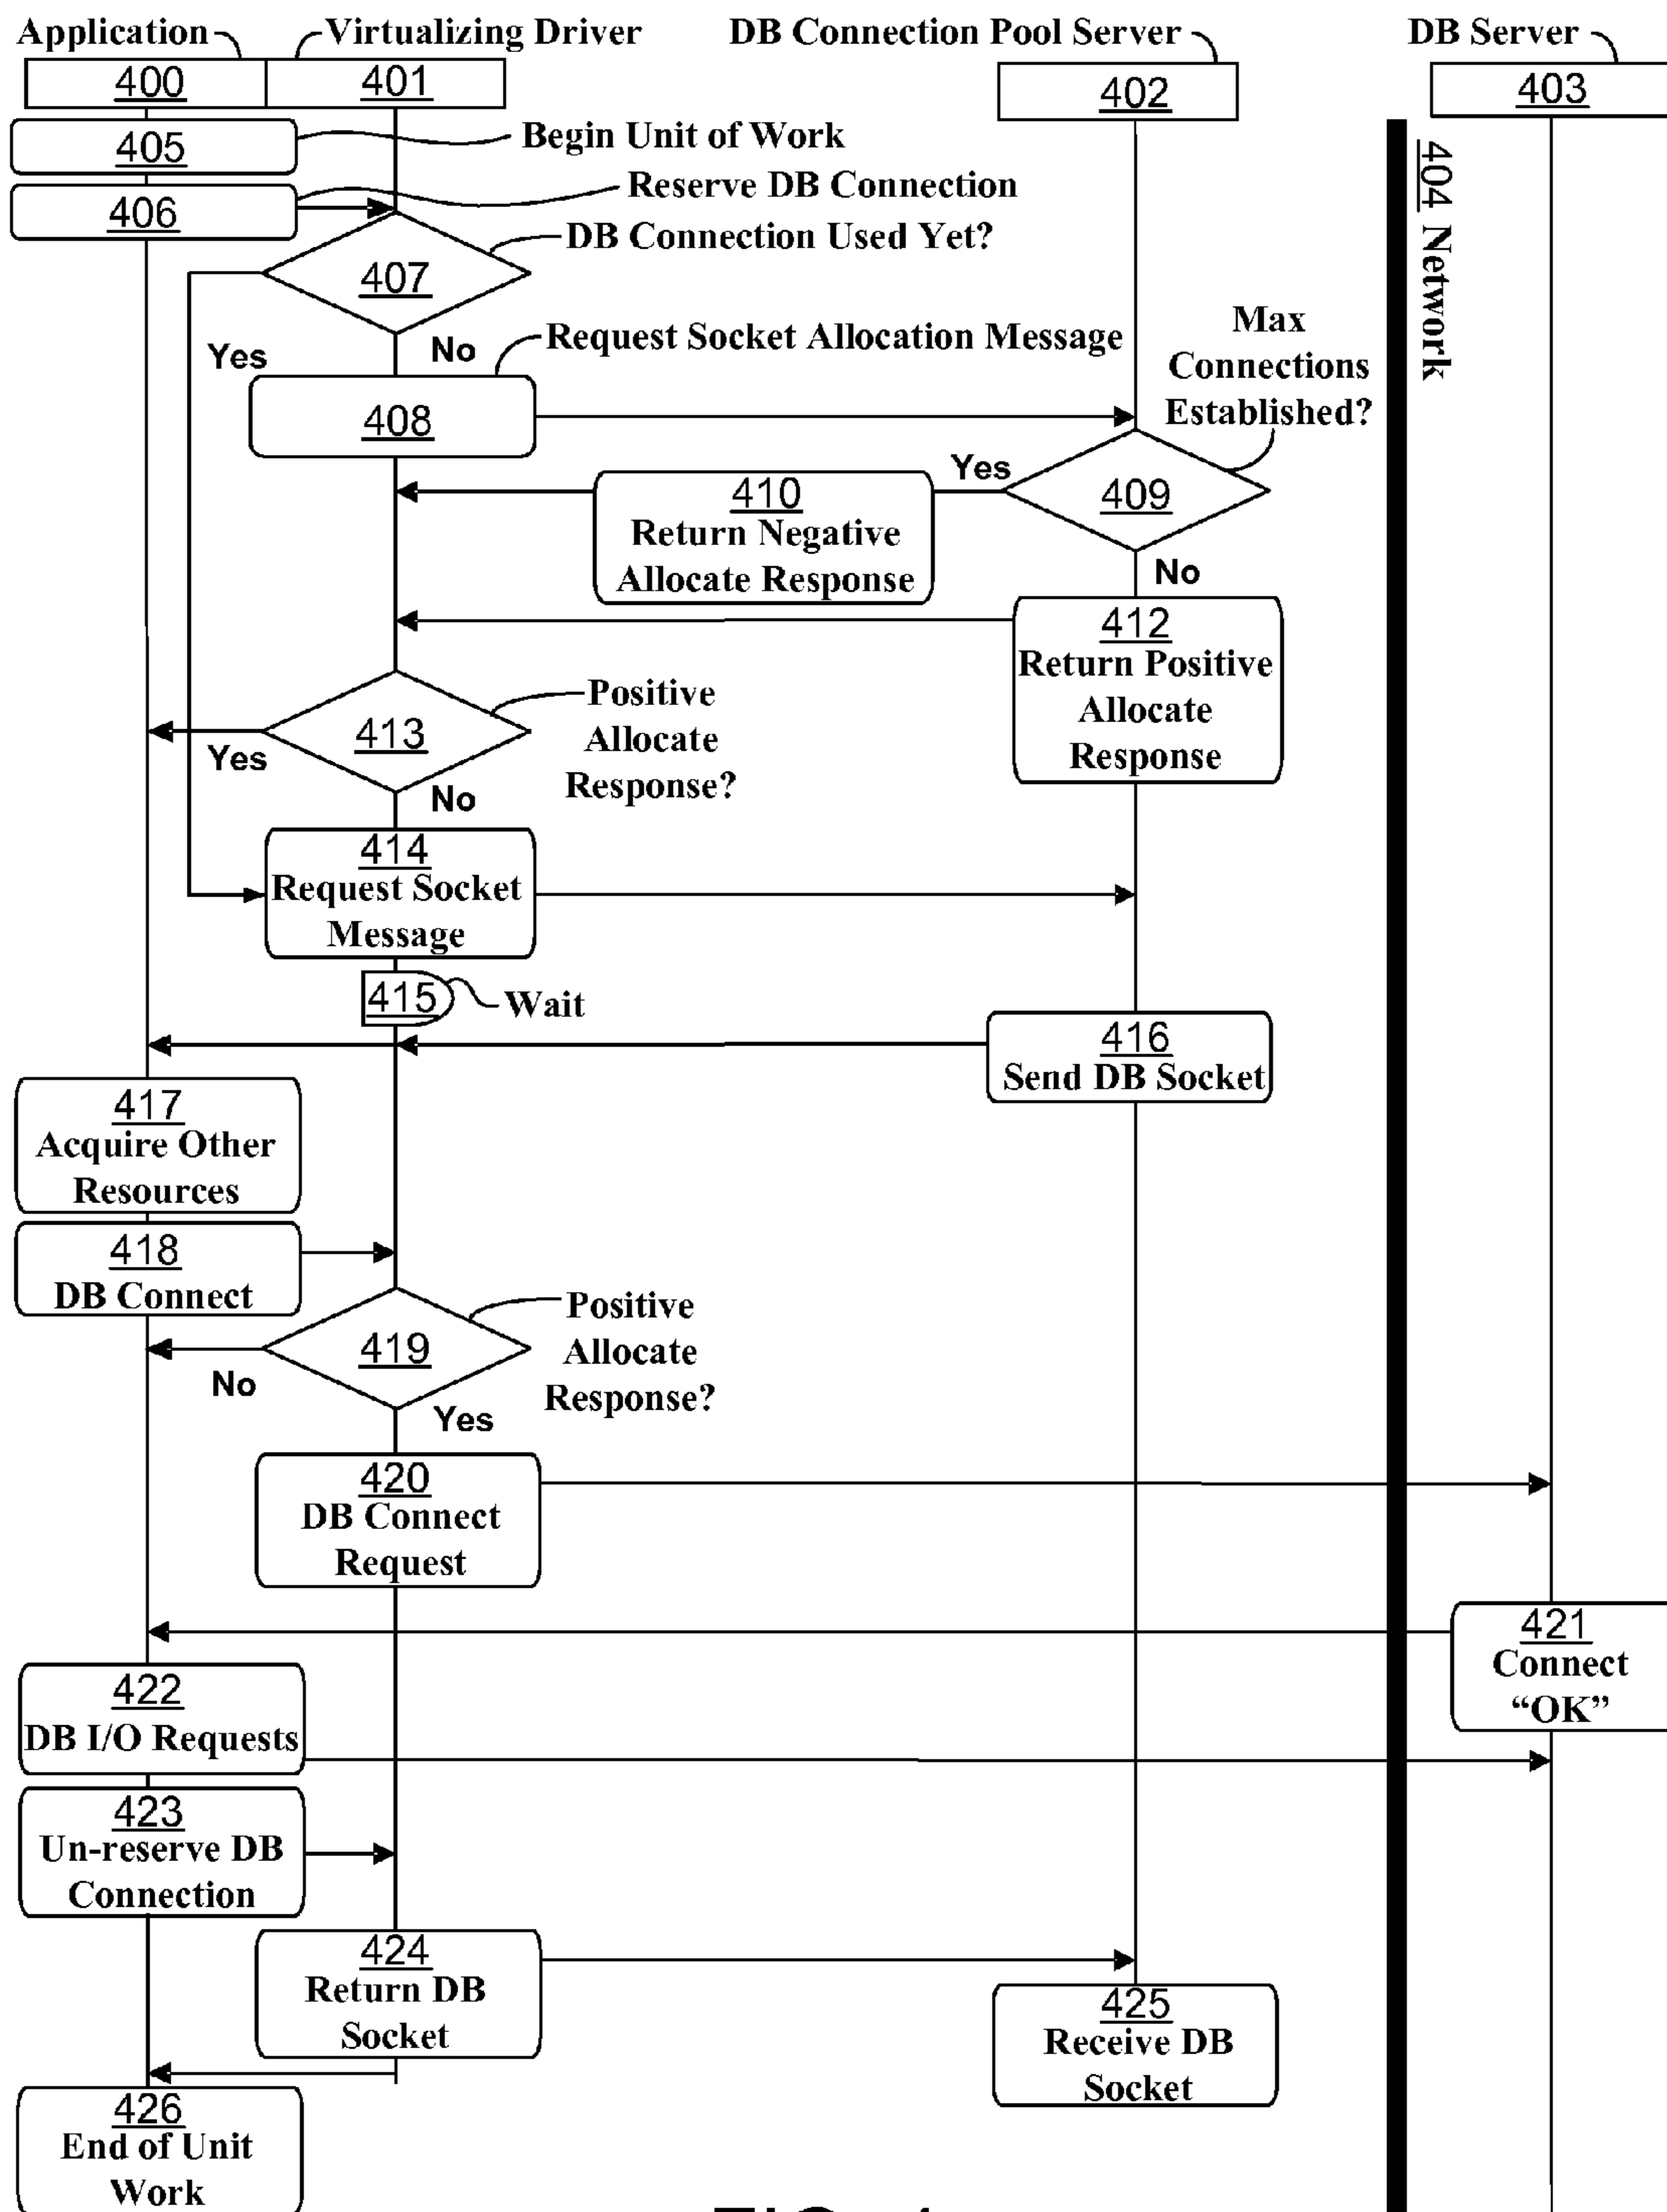 Application
Virtualizing Driver
DB Connection Pool Server
DB Server
400
401
402
403
405
Begin Unit of Work
404 Network
406
Reserve DB Connection
DB Connection Used Yet?
407
Yes
No
Request Socket Allocation Message
Max
Connections
Established?
408
409
Yes
No
410
Return Negative
Allocate Response
412
Return Positive
Allocate
Response
413
Positive
Allocate
Response?
Yes
No
414
Request Socket
Message
415
Wait
416
Send DB Socket
417
Acquire Other
Resources
418
DB Connect
419
Positive
Allocate
Response?
No
Yes
420
DB Connect
Request
421
Connect
“OK”
422
DB I/O Requests
423
Un-reserve DB
Connection
424
Return DB
Socket
425
Receive DB
Socket
426
End of Unit
Work